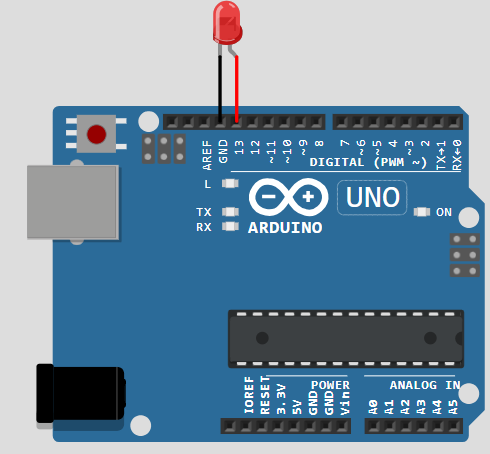 AREF
GND
13
12
~11
~10
~9
8
7
~6
~5
4
~3
2
TX→1
RX←0
DIGITAL (PWM ~)
L
TX
RX
UNO
ON
ARDUINO
IOREF
RESET
3.3V
5V
GND
GND
Vin
POWER
ANALOG IN
A0
A1
A2
A3
A4
A5